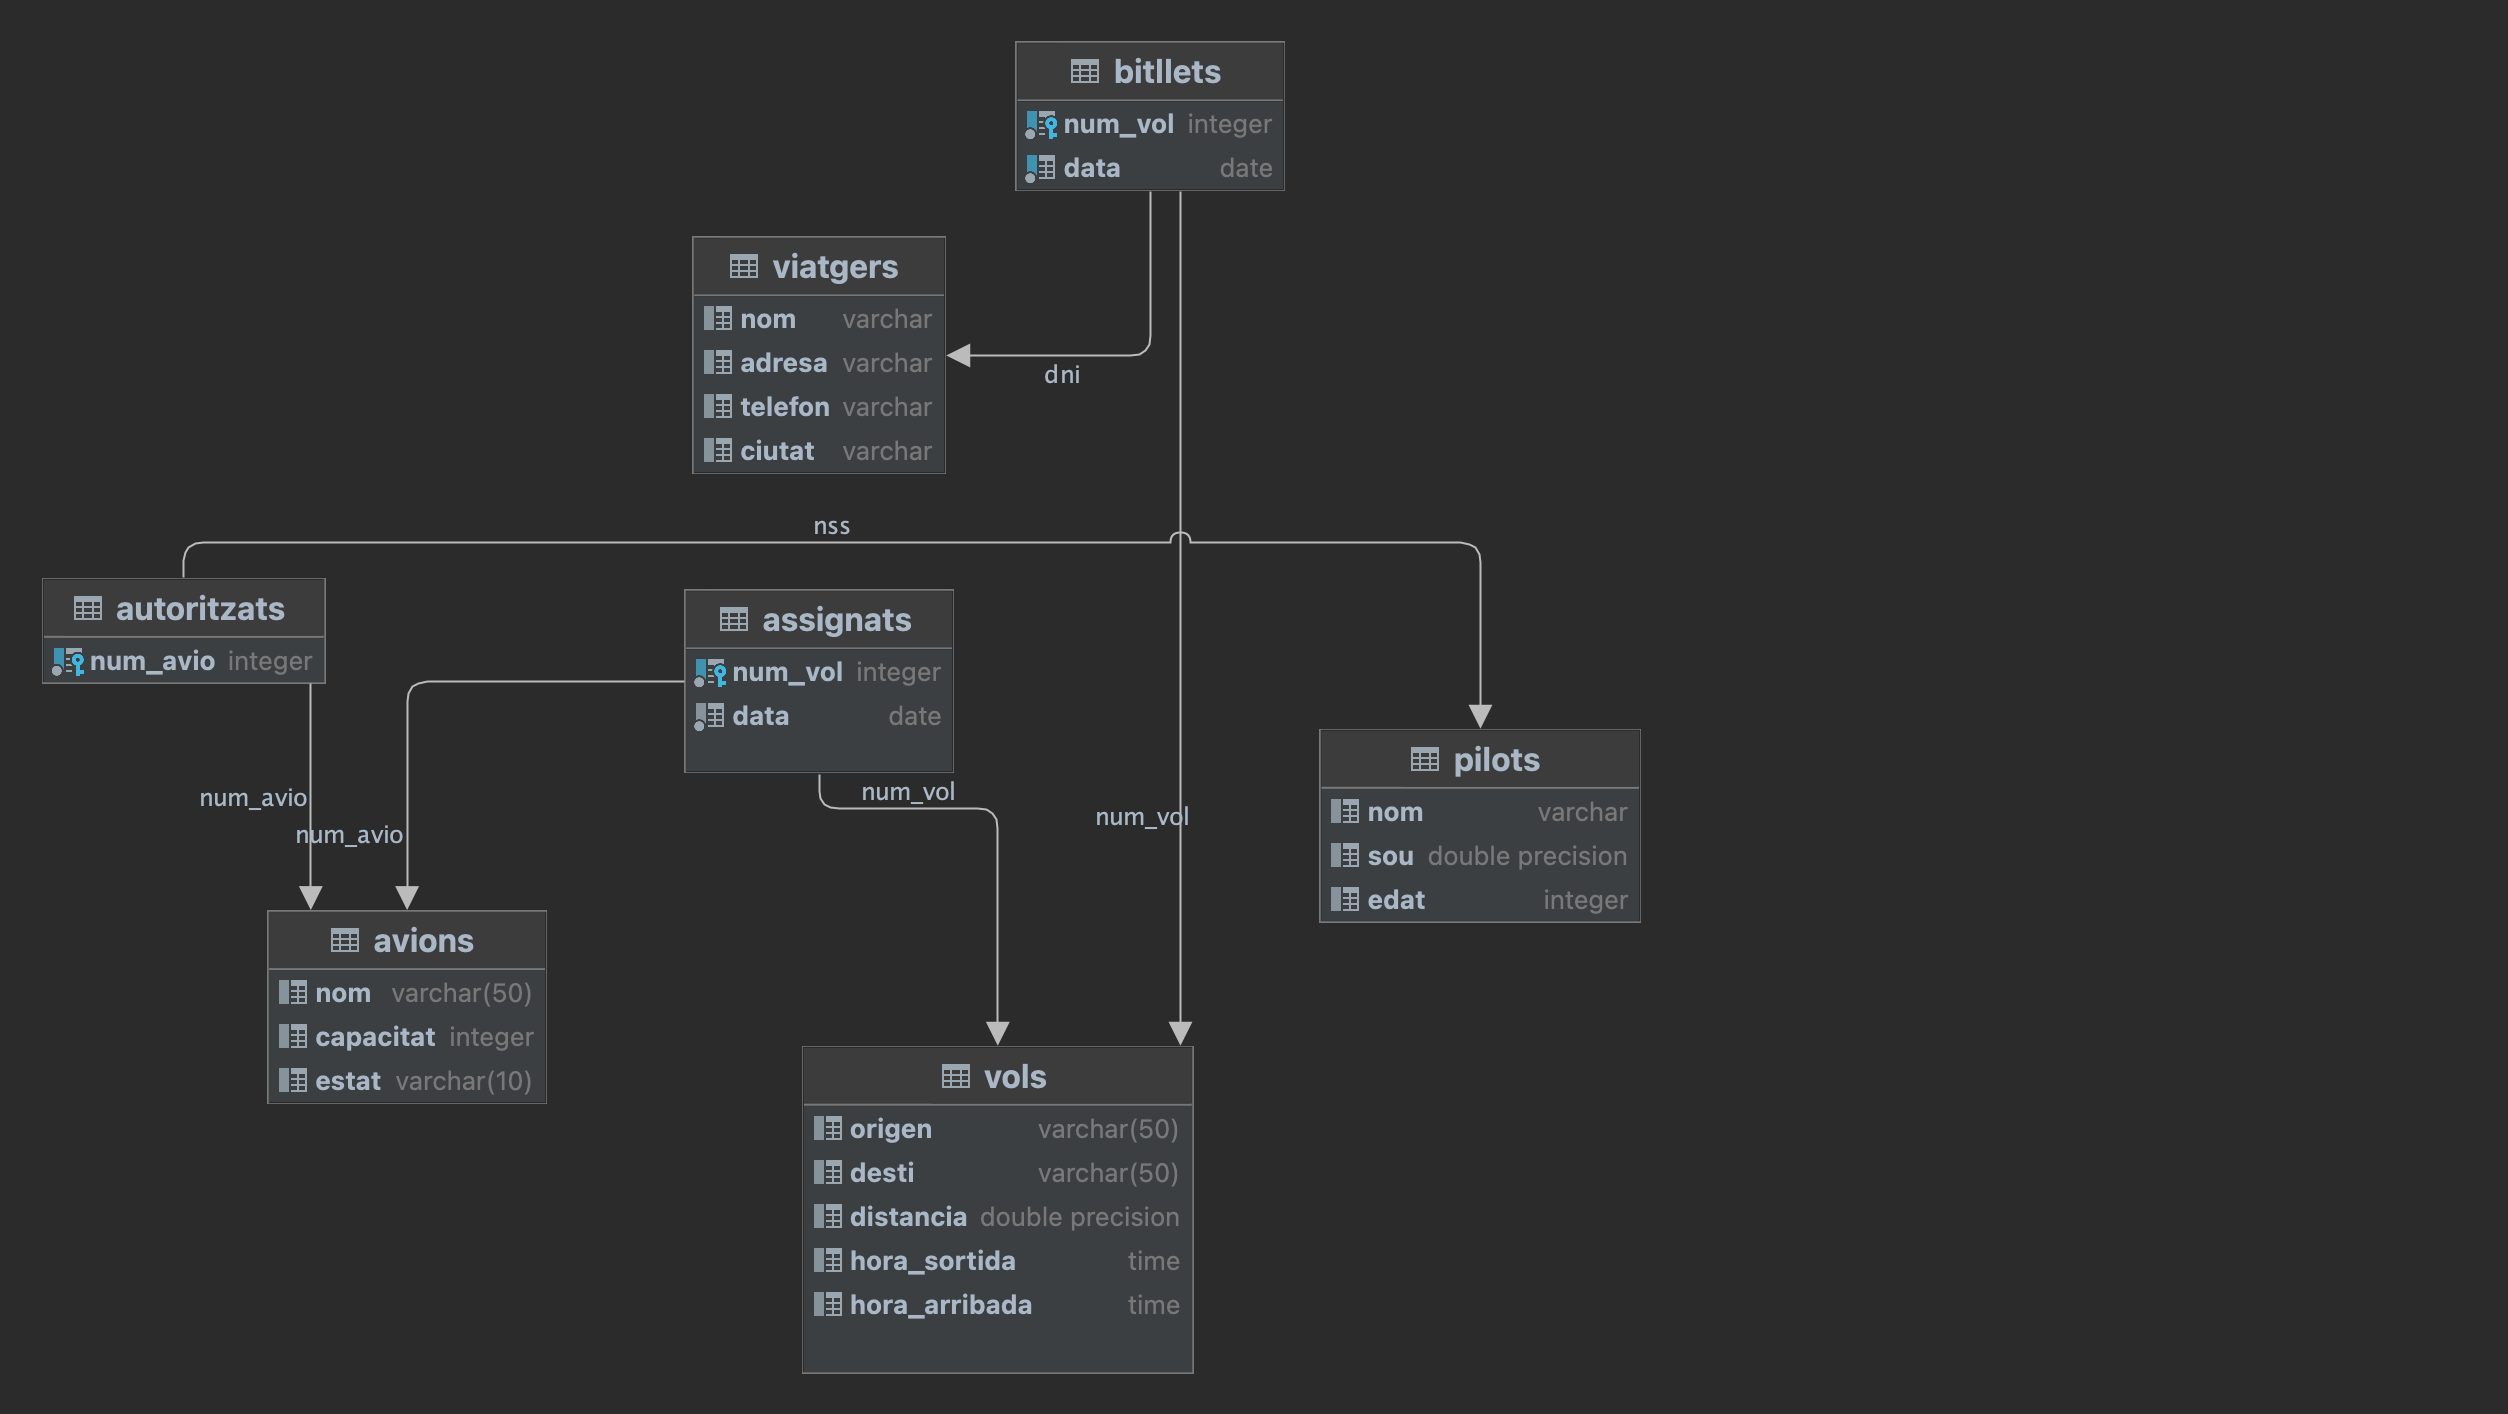 bitllets
num_vol integer
data date
viatgers
nom varchar
adresa varchar
telefon varchar
ciutat varchar
dni
nss
autoritzats
num_avio integer
assignats
num_vol integer
data date
num_avio
num_avio
num_vol
num_vol
pilots
nom varchar
sou double precision
edat integer
avions
nom varchar(50)
capacitat integer
estat varchar(10)
vols
origen varchar(50)
desti varchar(50)
distancia double precision
hora_sortida time
hora_arribada time